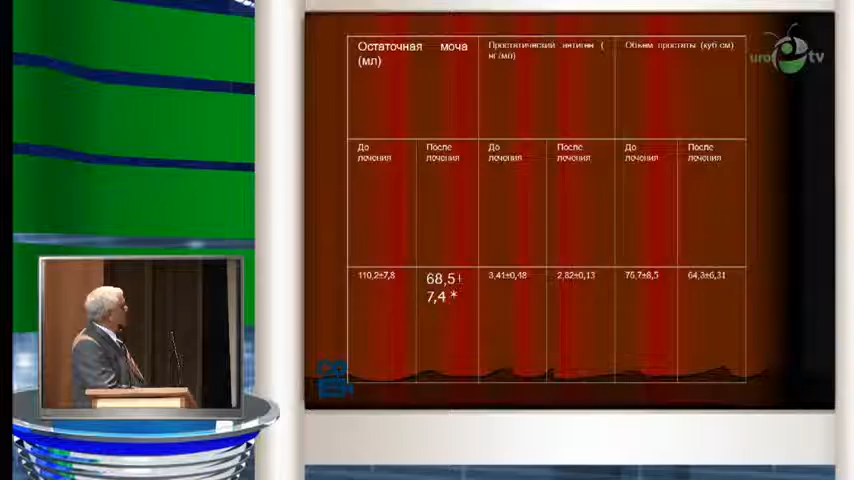 Остаточная моча
(мл)
Простатический антиген (
нг/мл)
Объем простаты (куб см)
До
лечения
После
лечения
До
лечения
После
лечения
До
лечения
После
лечения
110,2±7,8
68,5±
7,4 *
3,41±0,48
2,82±0,13
75,7±8,5
64,3±6,31
uro tv